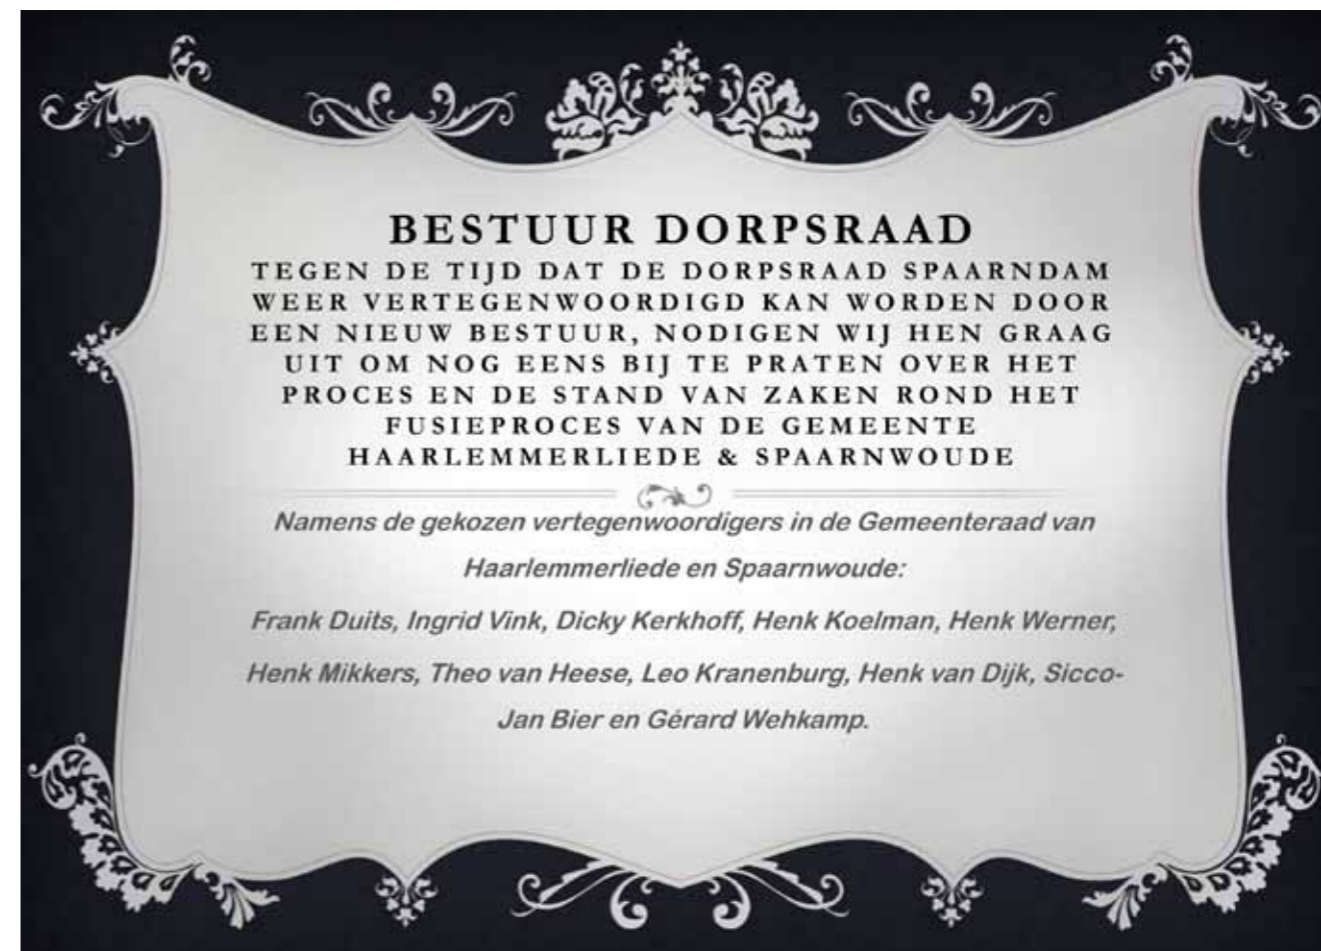 BESTUUR DORPSRAAD
TEGEN DE TIJD DAT DE DORPSRAAD SPAARNDAM
WEER VERTEGENWOORDIGD KAN WORDEN DOOR
EEN NIEUW BESTUUR, NODIGEN WIJ HEN GRAAG
UIT OM NOG EENS BIJ TE PRATEN OVER HET
PROCES EN DE STAND VAN ZAKEN ROND HET
FUSIEPROCES VAN DE GEMEENTE
HAARLEMMERLIEDE & SPAARNWOUDE
Namens de gekozen vertegenwoordigers in de Gemeenteraad van
Haarlemmerliede en Spaarnwoude:
Frank Duits, Ingrid Vink, Dicky Kerkhoff, Henk Koelman, Henk Werner,
Henk Mikkers, Theo van Heese, Leo Kranenburg, Henk van Dijk, Sicco-
Jan Bier en Gérard Wehkamp.